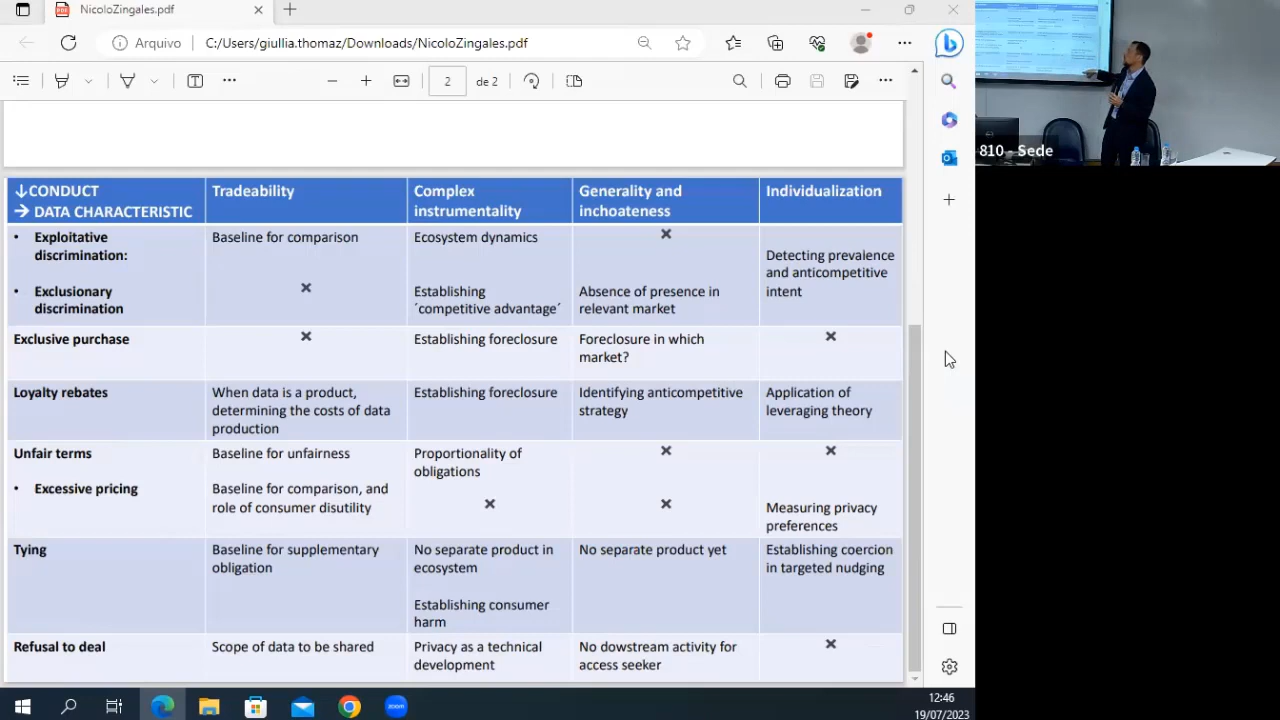 NicoloZingales.pdf
Arquivo
C:/Users/giullia.thomaz/Downloads/NicoloZingales.pdf
2
de 2
810 - Sede
↓CONDUCT
→ DATA CHARACTERISTIC
Tradeability
Complex
instrumentality
Generality and
inchoateness
Individualization
• Exploitative
discrimination:
Baseline for comparison
Ecosystem dynamics
×
Detecting prevalence
and anticompetitive
intent
• Exclusionary
discrimination
×
Establishing
´competitive advantage´
Absence of presence in
relevant market
Exclusive purchase
×
Establishing foreclosure
Foreclosure in which
market?
×
Loyalty rebates
When data is a product,
determining the costs of data
production
Establishing foreclosure
Identifying anticompetitive
strategy
Application of
leveraging theory
Unfair terms
Baseline for unfairness
Proportionality of
obligations
×
×
• Excessive pricing
Baseline for comparison, and
role of consumer disutility
×
×
Measuring privacy
preferences
Tying
Baseline for supplementary
obligation
No separate product in
ecosystem
Establishing consumer
harm
No separate product yet
Establishing coercion
in targeted nudging
Refusal to deal
Scope of data to be shared
Privacy as a technical
development
No dowstream activity for
access seeker
×
zoom
12:46
19/07/2023